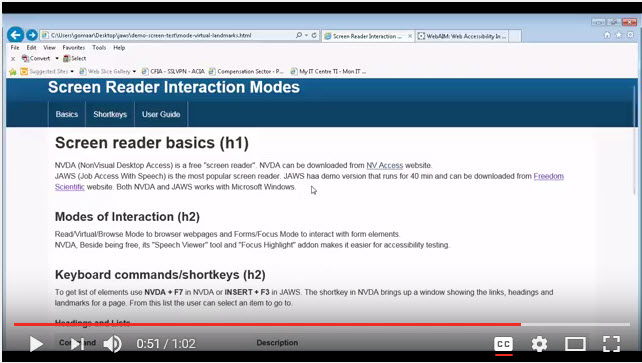 C:\Users\gomaar\Desktop\jaws\demo-screen-test\mode-virtual-landmarks.html
Screen Reader Interaction ...
WebAIM: Web Accessibility In ...
File Edit View Favorites Tools Help
Convert Select
Suggested Sites Web Slice Gallery CFIA - SSLVPN - ACIA Compensation Sector - P... My IT Centre TI - Mon IT ...
Screen Reader Interaction Modes
Basics Shortkeys User Guide
Screen reader basics (h1)
NVDA (NonVisual Desktop Access) is a free "screen reader". NVDA can be downloaded from NV Access website.
JAWS (Job Access With Speech) is the most popular screen reader. JAWS haa demo version that runs for 40 min and can be downloaded from Freedom
Scientific website. Both NVDA and JAWS works with Microsoft Windows.
Modes of Interaction (h2)
Read/Virtual/Browse Mode to browser webpages and Forms/Focus Mode to interact with form elements.
NVDA, Beside being free, its "Speech Viewer" tool and "Focus Highlight" addon makes it easier for accessibility testing.
Keyboard commands/shortkeys (h2)
To get list of elements use NVDA + F7 in NVDA or INSERT + F3 in JAWS. The shortkey in NVDA brings up a window showing the links, headings and
landmarks for a page. From this list the user can select an item to go to.
Headings and Lists
Command Description
0:51 / 1:02
CC